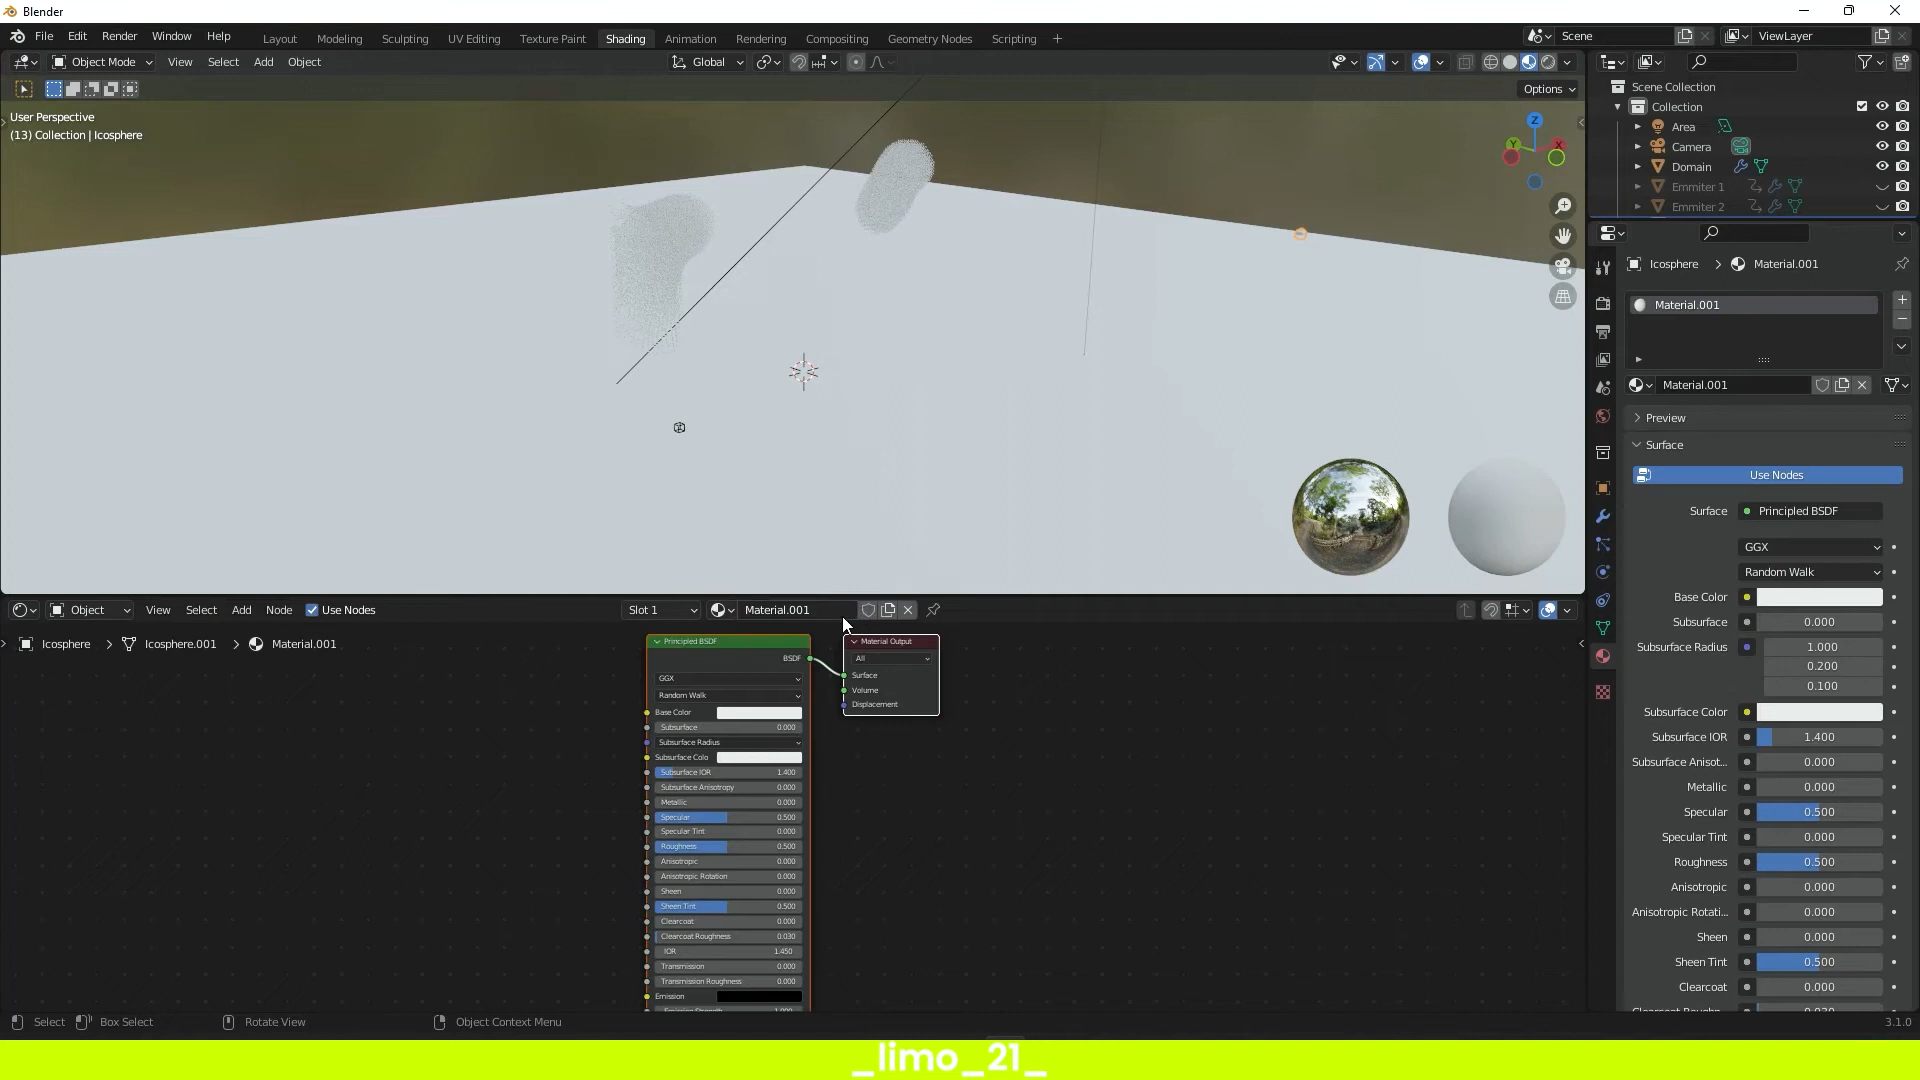 Blender
File Edit Render Window Help
Layout Modeling Sculpting UV Editing Texture Paint Shading Animation Rendering Compositing Geometry Nodes Scripting +
Scene
ViewLayer
Object Mode View Select Add Object
Global
Options
User Perspective
(13) Collection | Icosphere
Z
Y
X
Scene Collection
Collection
Area
Camera
Domain
Emmiter 1
Emmiter 2
Icosphere > Material.001
Material.001
Material.001
Preview
Surface
Use Nodes
Surface Principled BSDF
GGX
Random Walk
Base Color
Subsurface 0.000
Subsurface Radius 1.000
0.200
0.100
Subsurface Color
Subsurface IOR 1.400
Subsurface Anisot... 0.000
Metallic 0.000
Specular 0.500
Specular Tint 0.000
Roughness 0.500
Anisotropic 0.000
Anisotropic Rotati... 0.000
Sheen 0.000
Sheen Tint 0.500
Clearcoat 0.000
Object View Select Add Node Use Nodes
Slot 1
Material.001
Icosphere > Icosphere.001 > Material.001
Principled BSDF
BSDF
GGX
Random Walk
Base Color
Subsurface 0.000
Subsurface Radius
Subsurface Colo
Subsurface IOR 1.400
Subsurface Anisotropy 0.000
Metallic 0.000
Specular 0.500
Specular Tint 0.000
Roughness 0.500
Anisotropic 0.000
Anisotropic Rotation 0.000
Sheen 0.000
Sheen Tint 0.500
Clearcoat 0.000
Clearcoat Roughness 0.030
IOR 1.450
Transmission 0.000
Transmission Roughness 0.000
Emission
Material Output
All
Surface
Volume
Displacement
Select Box Select Rotate View Object Context Menu
3.1.0
_limo_21_